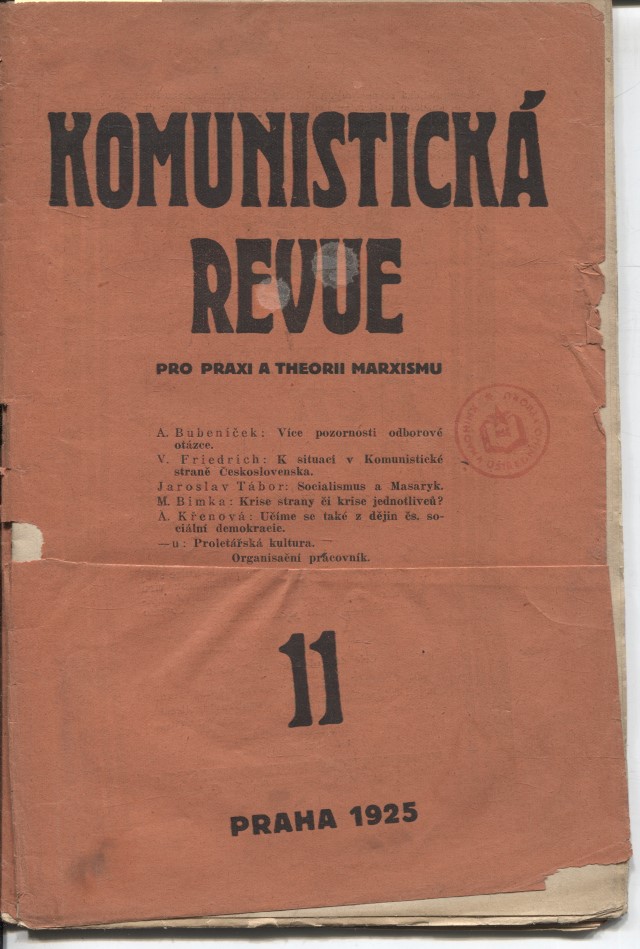 KOMUNISTICKÁ
REVUE
PRO PRAXI A THEORII MARXISMU
A. Bubeníček: Více pozornosti odborové
otázce.
V. Friedrich: K situaci v Komunistické
straně Československa.
Jaroslav Tábor: Socialismus a Masaryk.
M. Bimka: Krise strany či krise jednotlivců?
A. Křenová: Učíme se také z dějin čs. so-
ciální demokracie.
—u: Proletářská kultura. —
Organisační pracovník.
11
PRAHA 1925